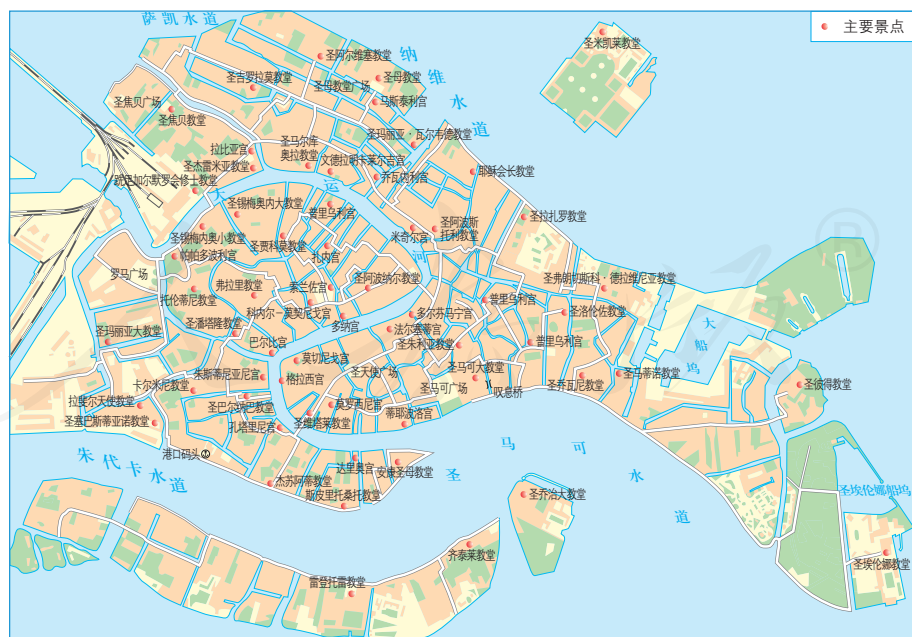 萨凯水道
主要景点
圣米凯莱教堂
圣阿尔维塞教堂
纳维水道
圣吉罗拉莫教堂
圣母教堂
圣母教堂广场
马斯泰利宫
圣焦贝广场
圣焦贝教堂
圣玛丽亚·瓦尔韦德教堂
拉比亚宫
圣马尔库
奥拉教堂
文德拉明卡莱尔吉宫
圣杰雷米亚教堂
乔瓦内利宫
耶稣会长教堂
跣足加尔默罗会修士教堂
大运河
圣锡梅奥内大教堂
普里乌利宫
圣阿波斯
托利教堂
圣拉扎罗教堂
圣锡梅内奥小教堂
圣贾科莫教堂
米奇尔宫
帕帕多波利宫
扎内宫
罗马广场
弗拉里教堂
索兰佐宫
圣阿波纳尔教堂
圣弗朗切斯科·德拉维尼亚教堂
托伦蒂尼教堂
普里乌利宫
科内尔－莫契尼戈宫
多尔芬马宁宫
圣洛伦佐教堂
圣玛丽亚大教堂
圣潘塔隆教堂
多纳宫
法尔塞蒂宫
大船坞
巴尔比宫
圣朱利亚教堂
普里乌利宫
莫切尼戈宫
圣天使广场
圣马可大教堂
朱斯蒂尼亚尼宫
格拉西宫
圣马可广场
叹息桥
圣乔瓦尼教堂
圣马蒂诺教堂
圣彼得教堂
卡尔米尼教堂
拉斐尔天使教堂
圣巴尔纳巴教堂
莫罗西尼宫
蒂耶波洛宫
圣塞巴斯蒂亚诺教堂
孔塔里尼宫
圣维塔莱教堂
港口码头
朱代卡水道
达里奥宫
安康圣母教堂
圣马可水道
杰苏阿蒂教堂
斯皮里托桑托教堂
圣乔治大教堂
圣埃伦娜船坞
齐泰莱教堂
圣埃伦娜教堂
雷登托雷教堂